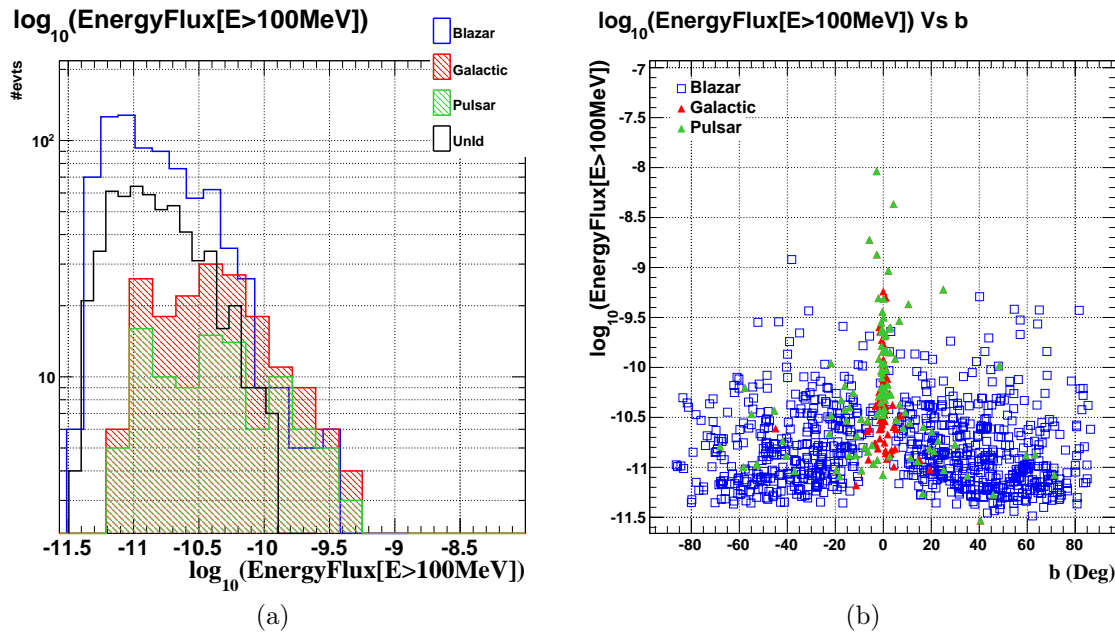 log10(EnergyFlux[E>100MeV])
Blazar
Galactic
Pulsar
UnId
#evts
10²
10
-11.5 -11 -10.5 -10 -9.5 -9 -8.5
log10(EnergyFlux[E>100MeV])
(a)
log10(EnergyFlux[E>100MeV]) Vs b
log10(EnergyFlux[E>100MeV])
Blazar
Galactic
Pulsar
-7
-7.5
-8
-8.5
-9
-9.5
-10
-10.5
-11
-11.5
-80 -60 -40 -20 0 20 40 60 80
b (Deg)
(b)